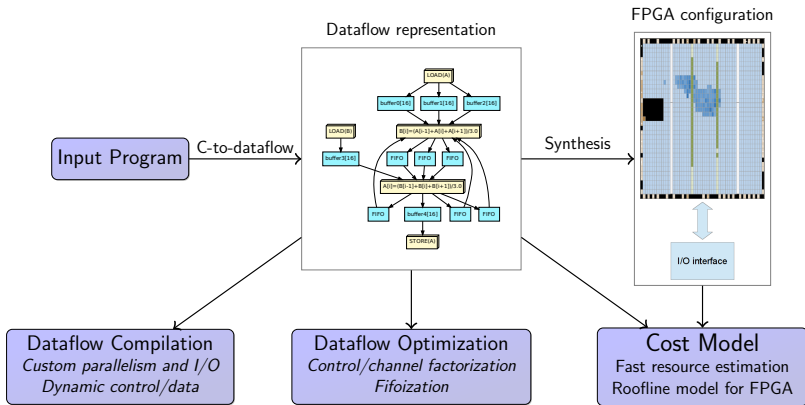 Dataflow representation
FPGA configuration
LOAD(A)
buffer0[16] buffer1[16] buffer2[16]
LOAD(B)
B[i]=(A[i-1]+A[i]+A[i+1])/3.0
Input Program
C-to-dataflow
Synthesis
buffer3[16]
FIFO FIFO FIFO
A[i]=(B[i-1]+B[i]+B[i+1])/3.0
FIFO buffer4[16] FIFO FIFO
STORE(A)
I/O interface
Dataflow Compilation
Custom parallelism and I/O
Dynamic control/data
Dataflow Optimization
Control/channel factorization
Fifoization
Cost Model
Fast resource estimation
Roofline model for FPGA